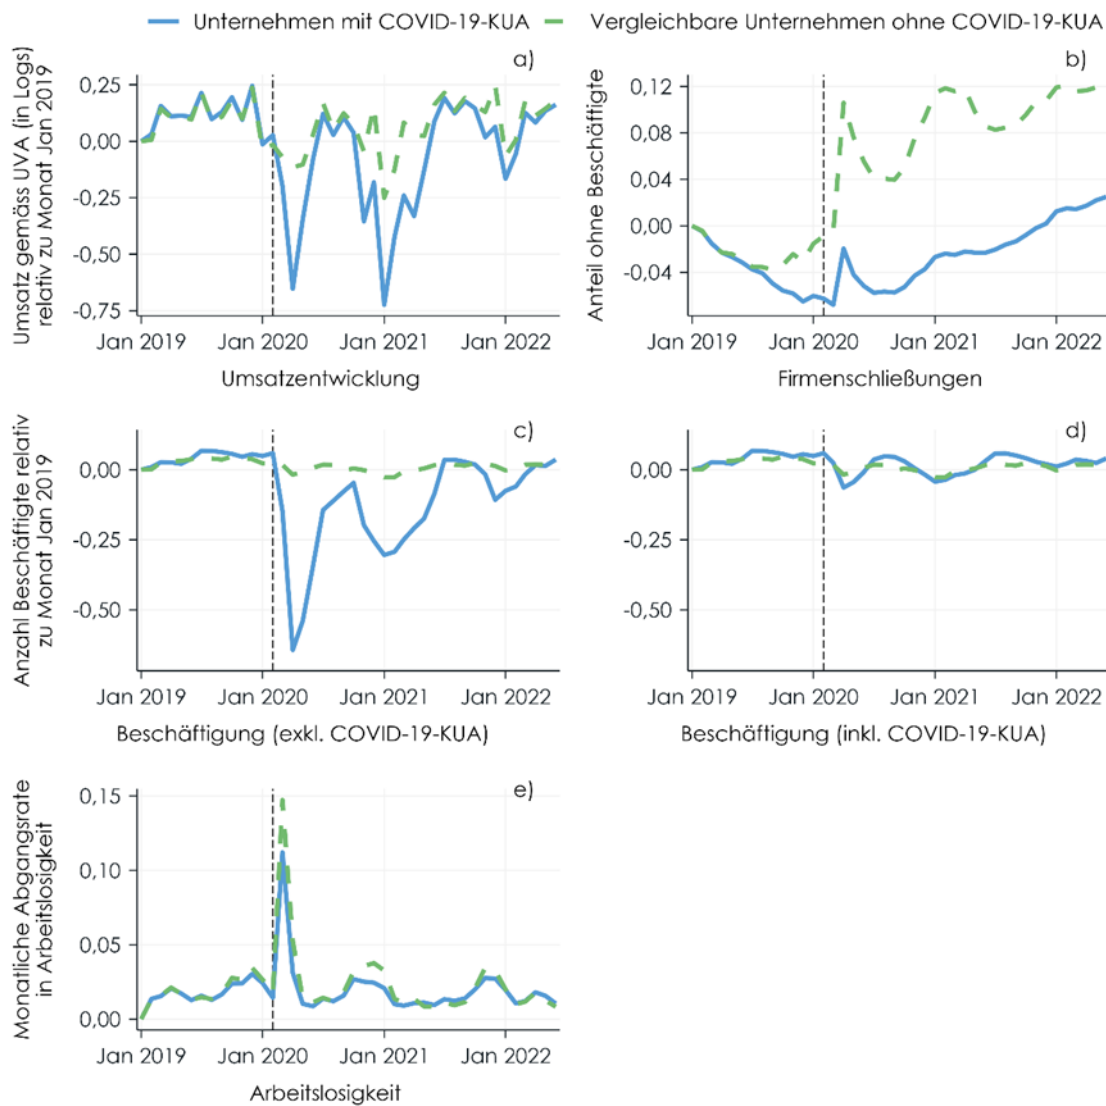 Unternehmen mit COVID-19-KUA
Vergleichbare Unternehmen ohne COVID-19-KUA
a)
Umsatz gemäss UVA (in Logs)
relativ zu Monat Jan 2019
0,25
0,00
-0,25
-0,50
-0,75
Jan 2019 Jan 2020 Jan 2021 Jan 2022
Umsatzentwicklung
b)
Anteil ohne Beschäftigte
0,12
0,08
0,04
0,00
-0,04
Jan 2019 Jan 2020 Jan 2021 Jan 2022
Firmenschließungen
c)
Anzahl Beschäftigte relativ
zu Monat Jan 2019
0,00
-0,25
-0,50
Jan 2019 Jan 2020 Jan 2021 Jan 2022
Beschäftigung (exkl. COVID-19-KUA)
d)
0,00
-0,25
-0,50
Jan 2019 Jan 2020 Jan 2021 Jan 2022
Beschäftigung (inkl. COVID-19-KUA)
e)
Monatliche Abgangsrate
in Arbeitslosigkeit
0,15
0,10
0,05
0,00
Jan 2019 Jan 2020 Jan 2021 Jan 2022
Arbeitslosigkeit